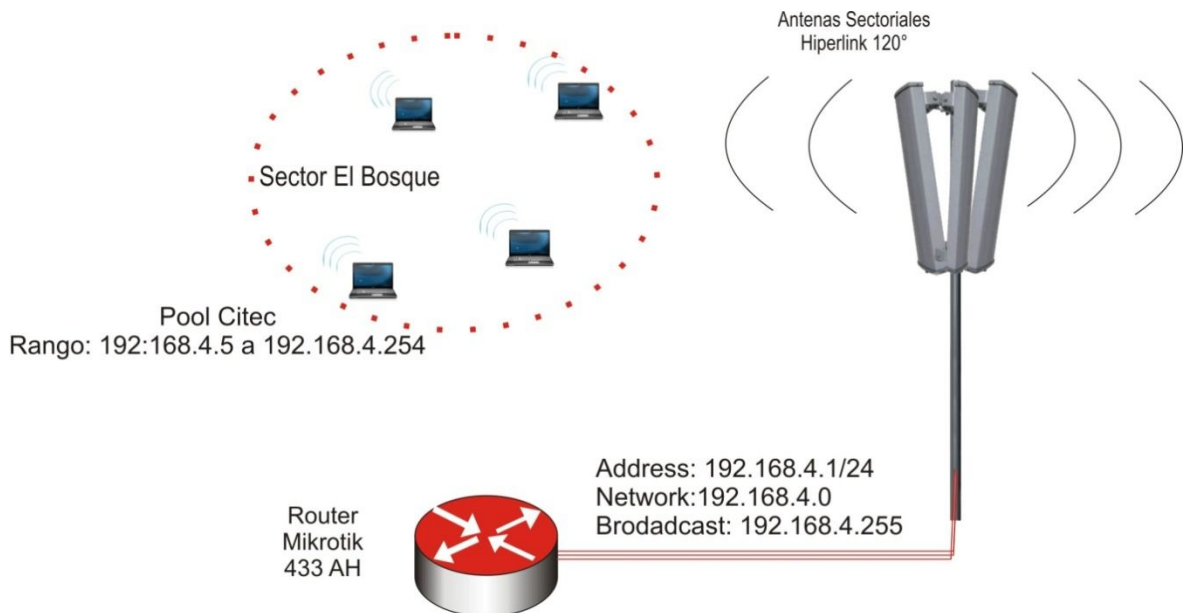 Antenas Sectoriales
Hiperlink 120°
Sector El Bosque
Pool Citec
Rango: 192:168.4.5 a 192.168.4.254
Address: 192.168.4.1/24
Network:192.168.4.0
Brodadcast: 192.168.4.255
Router
Mikrotik
433 AH